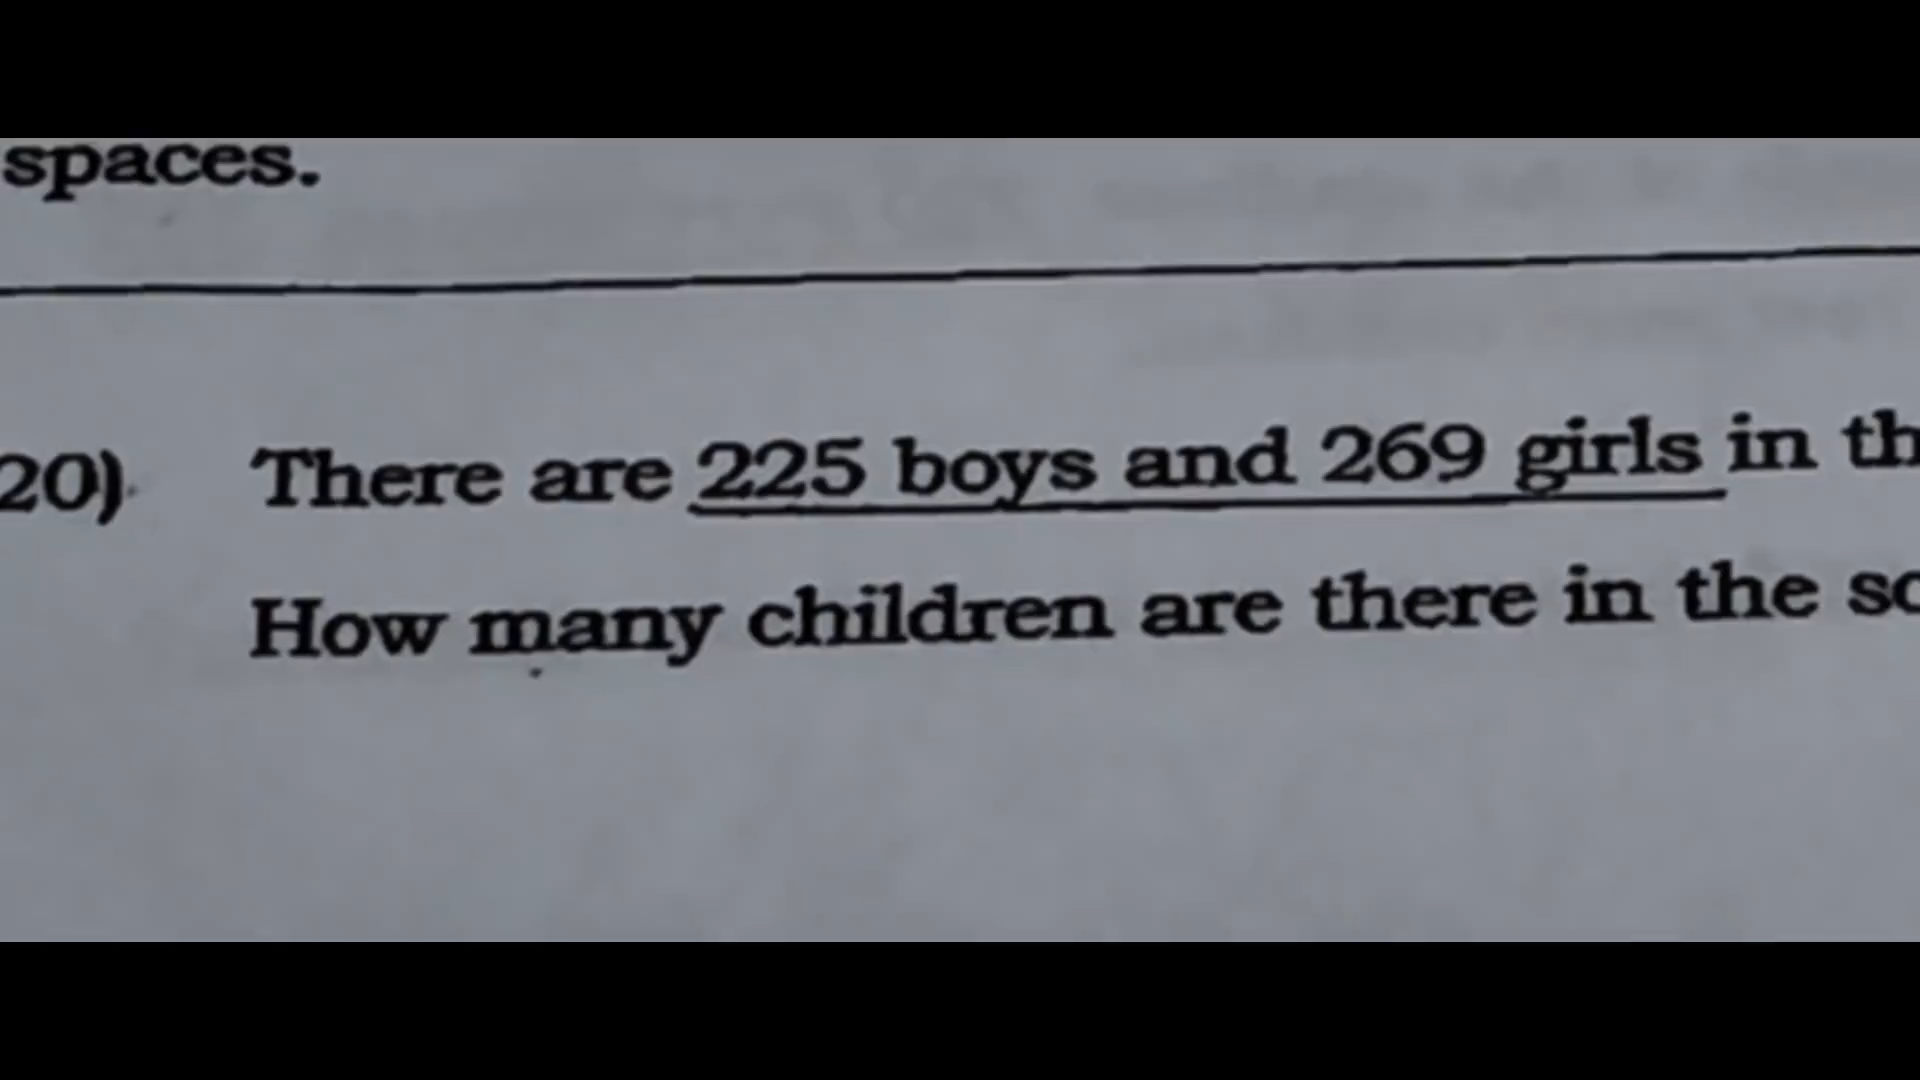 spaces.
20) There are 225 boys and 269 girls in th
How many children are there in the sc